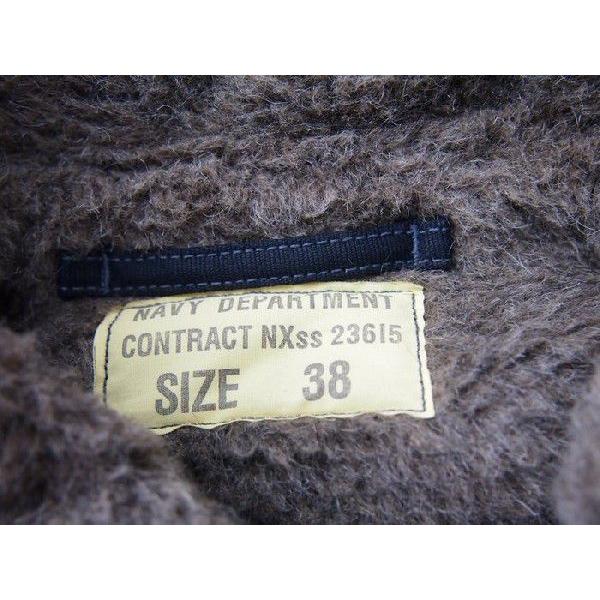 NAVY DEPARTMENT
CONTRACT NXss 23615
SIZE 38